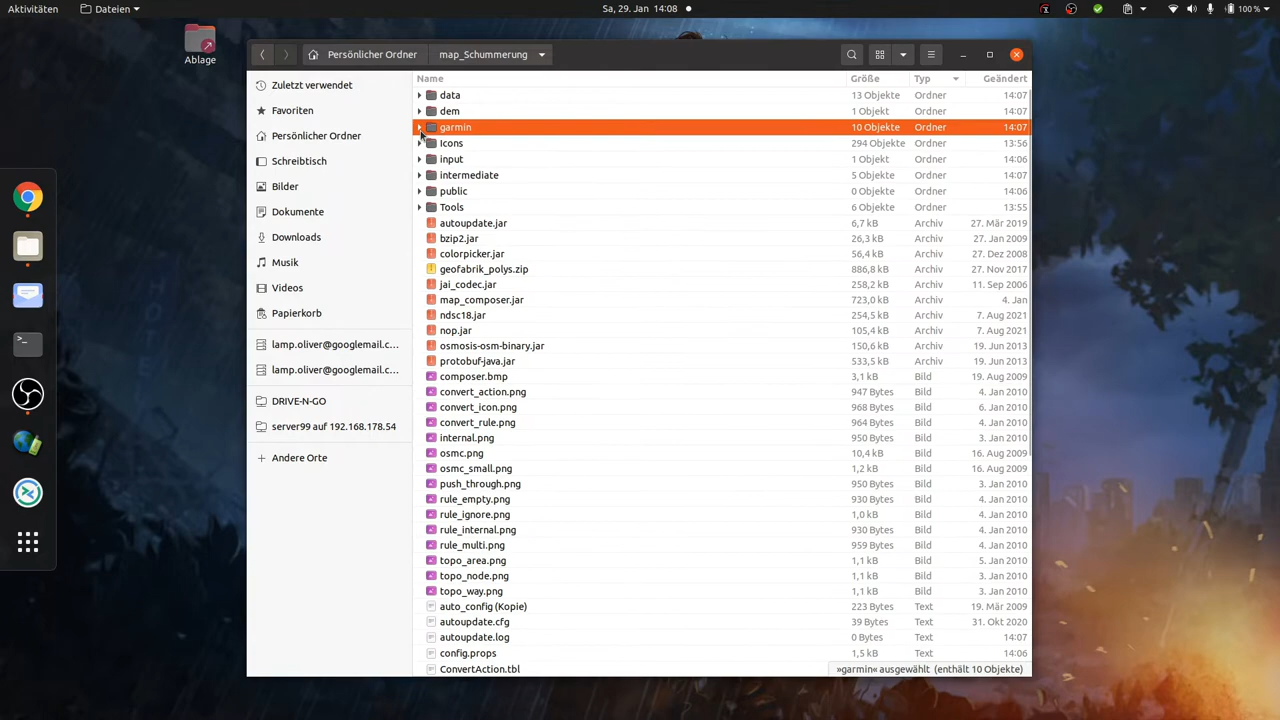 Aktivitäten Dateien Sa, 29. Jan 14:08 100 %
Ablage
Persönlicher Ordner map_Schummerung
Zuletzt verwendet
Favoriten
Persönlicher Ordner
Schreibtisch
Bilder
Dokumente
Downloads
Musik
Videos
Papierkorb
lamp.oliver@googlemail.c...
lamp.oliver@googlemail.c...
DRIVE-N-GO
server99 auf 192.168.178.54
+ Andere Orte
Name Größe Typ Geändert
data 13 Objekte Ordner 14:07
dem 1 Objekt Ordner 14:07
garmin 10 Objekte Ordner 14:07
Icons 294 Objekte Ordner 13:56
input 1 Objekt Ordner 14:06
intermediate 5 Objekte Ordner 14:07
public 0 Objekte Ordner 14:06
Tools 6 Objekte Ordner 13:55
autoupdate.jar 6,7 kB Archiv 27. Mär 2019
bzip2.jar 26,3 kB Archiv 27. Jan 2009
colorpicker.jar 56,4 kB Archiv 27. Dez 2008
geofabrik_polys.zip 886,8 kB Archiv 27. Nov 2017
jai_codec.jar 258,2 kB Archiv 11. Sep 2006
map_composer.jar 723,0 kB Archiv 4. Jan
ndsc18.jar 254,5 kB Archiv 7. Aug 2021
nop.jar 105,4 kB Archiv 7. Aug 2021
osmosis-osm-binary.jar 150,6 kB Archiv 19. Jun 2013
protobuf-java.jar 533,5 kB Archiv 19. Jun 2013
composer.bmp 3,1 kB Bild 19. Aug 2009
convert_action.png 947 Bytes Bild 4. Jan 2010
convert_icon.png 968 Bytes Bild 6. Jan 2010
convert_rule.png 964 Bytes Bild 4. Jan 2010
internal.png 950 Bytes Bild 4. Jan 2010
osmc.png 10,4 kB Bild 16. Aug 2009
osmc_small.png 1,2 kB Bild 16. Aug 2009
push_through.png 950 Bytes Bild 3. Jan 2010
rule_empty.png 930 Bytes Bild 4. Jan 2010
rule_ignore.png 1,0 kB Bild 4. Jan 2010
rule_internal.png 930 Bytes Bild 4. Jan 2010
rule_multi.png 959 Bytes Bild 4. Jan 2010
topo_area.png 1,1 kB Bild 5. Jan 2010
topo_node.png 1,1 kB Bild 3. Jan 2010
topo_way.png 1,1 kB Bild 3. Jan 2010
auto_config (Kopie) 223 Bytes Text 19. Mär 2009
autoupdate.cfg 39 Bytes Text 31. Okt 2020
autoupdate.log 0 Bytes Text 14:07
config.props 1,5 kB Text 14:06
ConvertAction.tbl
»garmin« ausgewählt (enthält 10 Objekte)